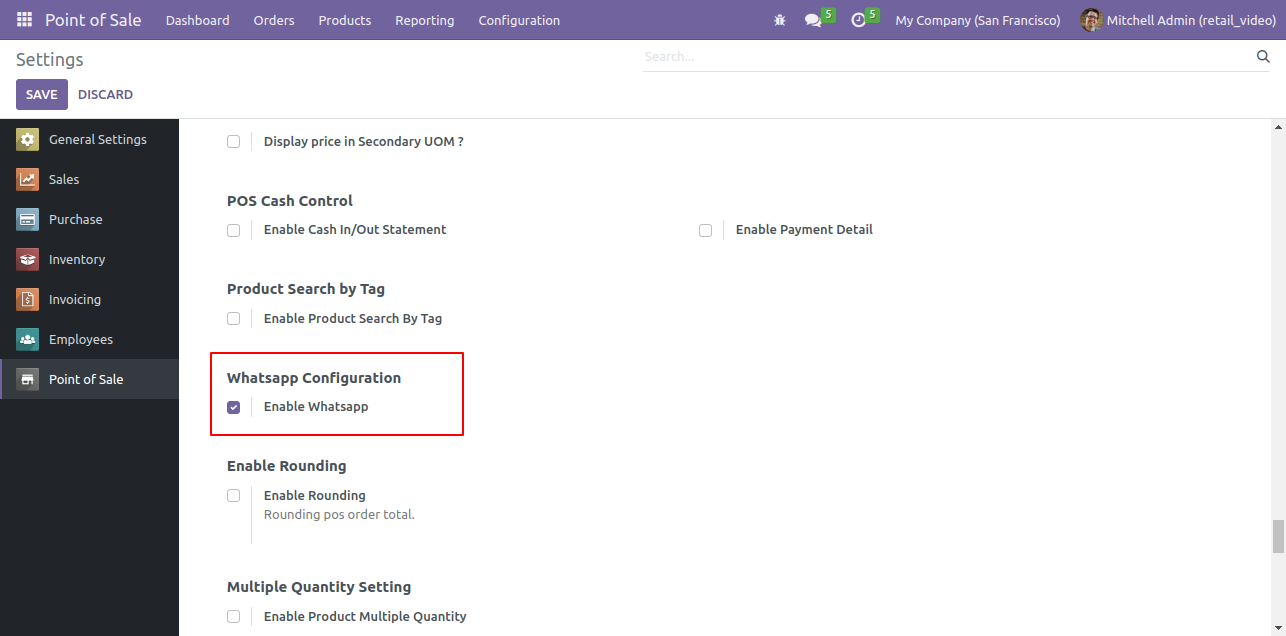 Point of Sale Dashboard Orders Products Reporting Configuration 5 5 My Company (San Francisco) Mitchell Admin (retail_video)
Settings
Search...
SAVE DISCARD
General Settings
Sales
Purchase
Inventory
Invoicing
Employees
Point of Sale
Display price in Secondary UOM ?
POS Cash Control
Enable Cash In/Out Statement Enable Payment Detail
Product Search by Tag
Enable Product Search By Tag
Whatsapp Configuration
Enable Whatsapp
Enable Rounding
Enable Rounding
Rounding pos order total.
Multiple Quantity Setting
Enable Product Multiple Quantity